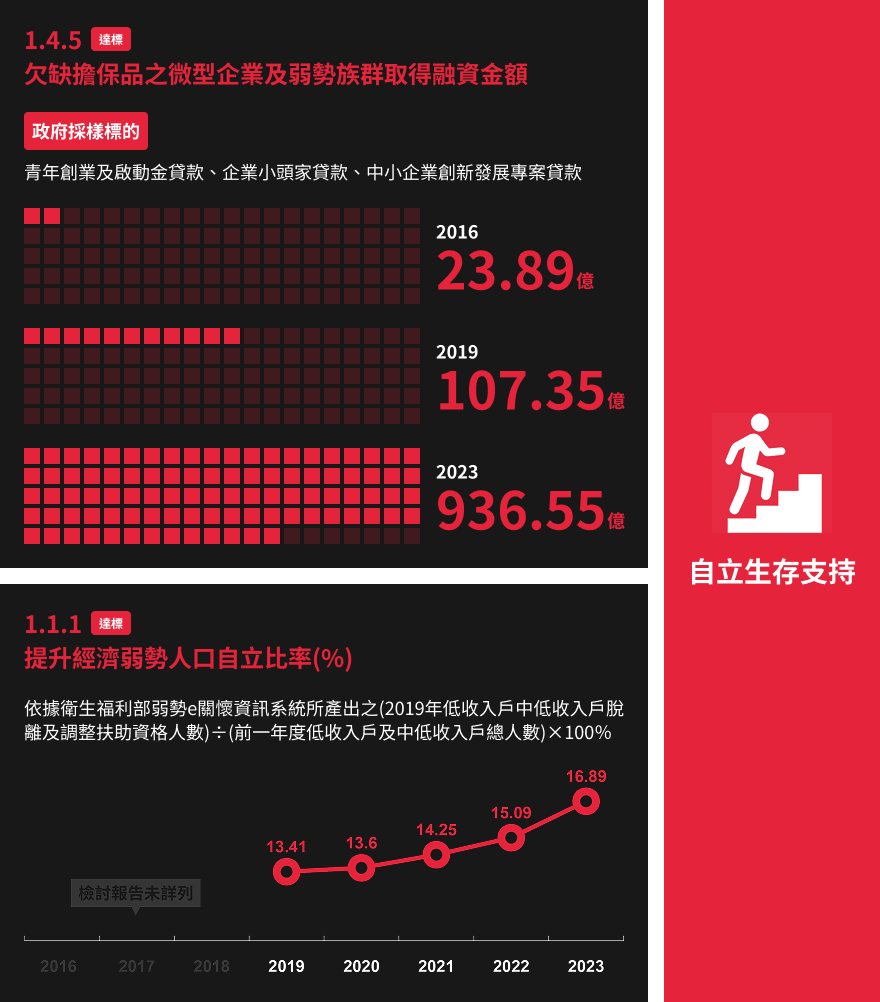 1.4.5 達標
欠缺擔保品之微型企業及弱勢族群取得融資金額
政府採樣標的
青年創業及啟動金貸款、企業小頭家貸款、中小企業創新發展專案貸款
2016
23.89億
2019
107.35億
2023
936.55億
自立生存支持
1.1.1 達標
提升經濟弱勢人口自立比率(%)
依據衛生福利部弱勢e關懷資訊系統所產出之(2019年低收入戶中低收入戶脫
離及調整扶助資格人數)÷(前一年度低收入戶及中低收入戶總人數)×100%
16.89
15.09
14.25
13.6
13.41
檢討報告未詳列
2016 2017 2018 2019 2020 2021 2022 2023